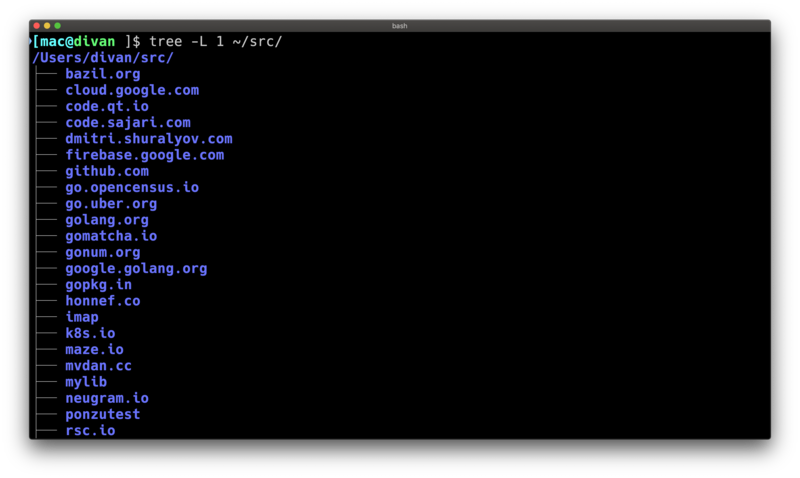 bash
[mac@divan ]$ tree -L 1 ~/src/
/Users/divan/src/
├── bazil.org
├── cloud.google.com
├── code.qt.io
├── code.sajari.com
├── dmitri.shuralyov.com
├── firebase.google.com
├── github.com
├── go.opencensus.io
├── go.uber.org
├── golang.org
├── gomatcha.io
├── gonum.org
├── google.golang.org
├── gopkg.in
├── honnef.co
├── imap
├── k8s.io
├── maze.io
├── mvdan.cc
├── mylib
├── neugram.io
├── ponzutest
├── rsc.io